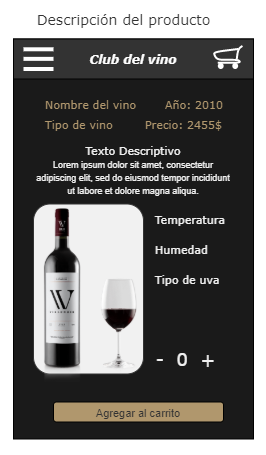 Descripción del producto
Club del vino
Nombre del vino Año: 2010
Tipo de vino Precio: 2455$
Texto Descriptivo
Lorem ipsum dolor sit amet, consectetur
adipiscing elit, sed do eiusmod tempor incididunt
ut labore et dolore magna aliqua.
Temperatura
Humedad
Tipo de uva
W
- 0 +
Agregar al carrito